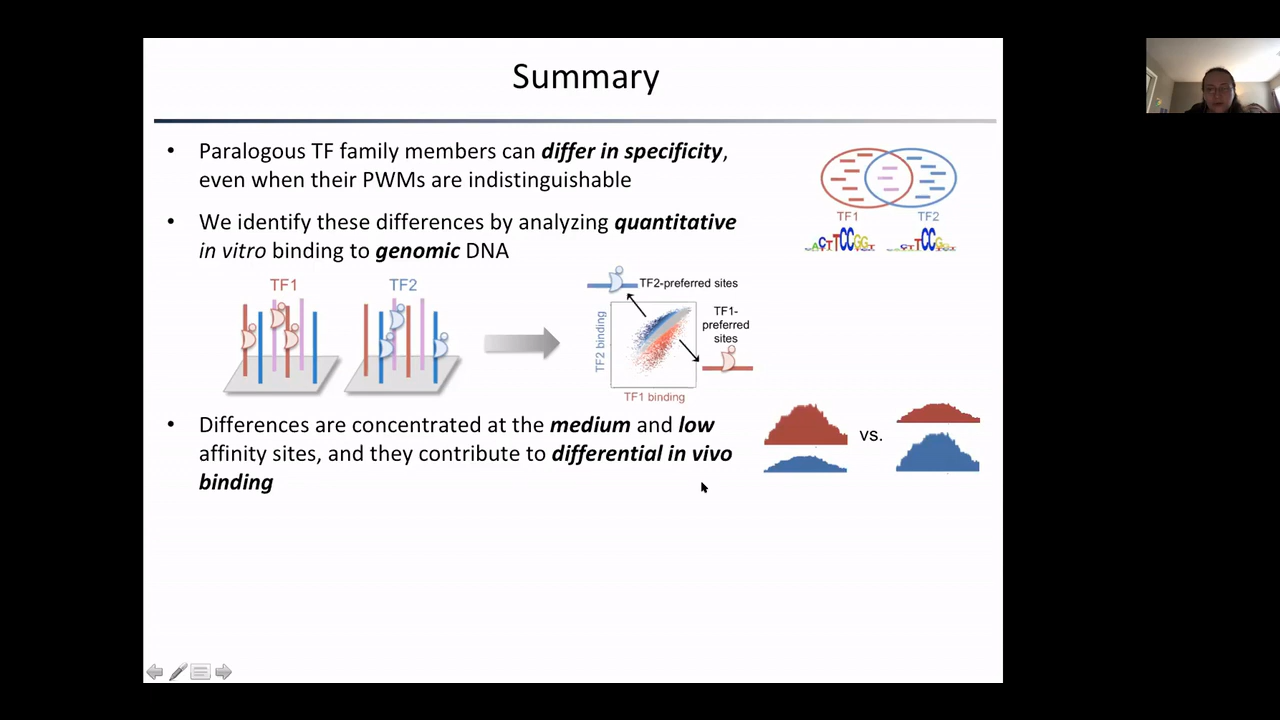 Summary
• Paralogous TF family members can differ in specificity,
even when their PWMs are indistinguishable
TF1 TF2
• We identify these differences by analyzing quantitative
in vitro binding to genomic DNA
TF1 TF2
TF2-preferred sites
TF1-
preferred
sites
TF2 binding
TF1 binding
• Differences are concentrated at the medium and low
affinity sites, and they contribute to differential in vivo
binding
vs.